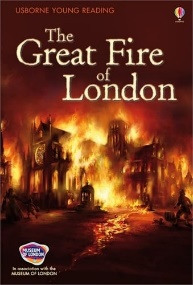 USBORNE YOUNG READING
The
Great Fire
of
London
MUSEUM OF LONDON
In association with the
MUSEUM OF LONDON